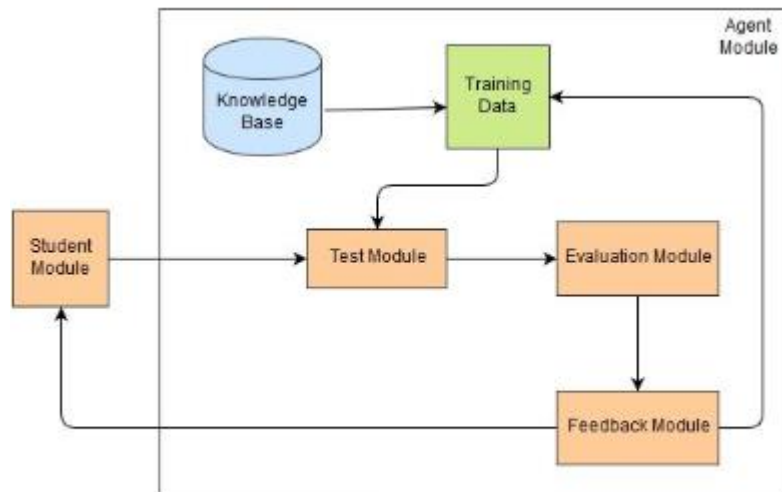 Agent
Module
Knowledge
Base
Training
Data
Student
Module
Test Module
Evaluation Module
Feedback Module